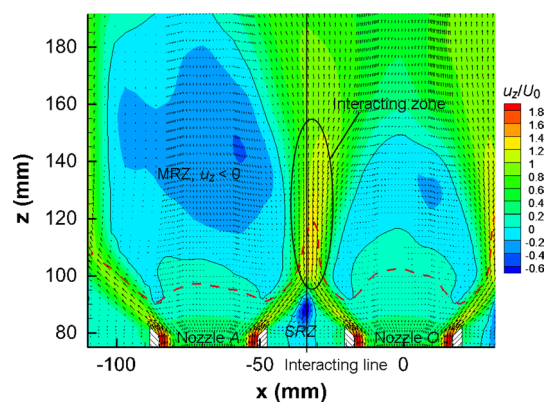 180
160
140
120
100
80
z (mm)
-100
-50
0
x (mm)
Interacting line
MRZ, uz < 0
Interacting zone
SRZ
Nozzle A
Nozzle O
uz/U0
1.8
1.6
1.4
1.2
1
0.8
0.6
0.4
0.2
0
-0.2
-0.4
-0.6